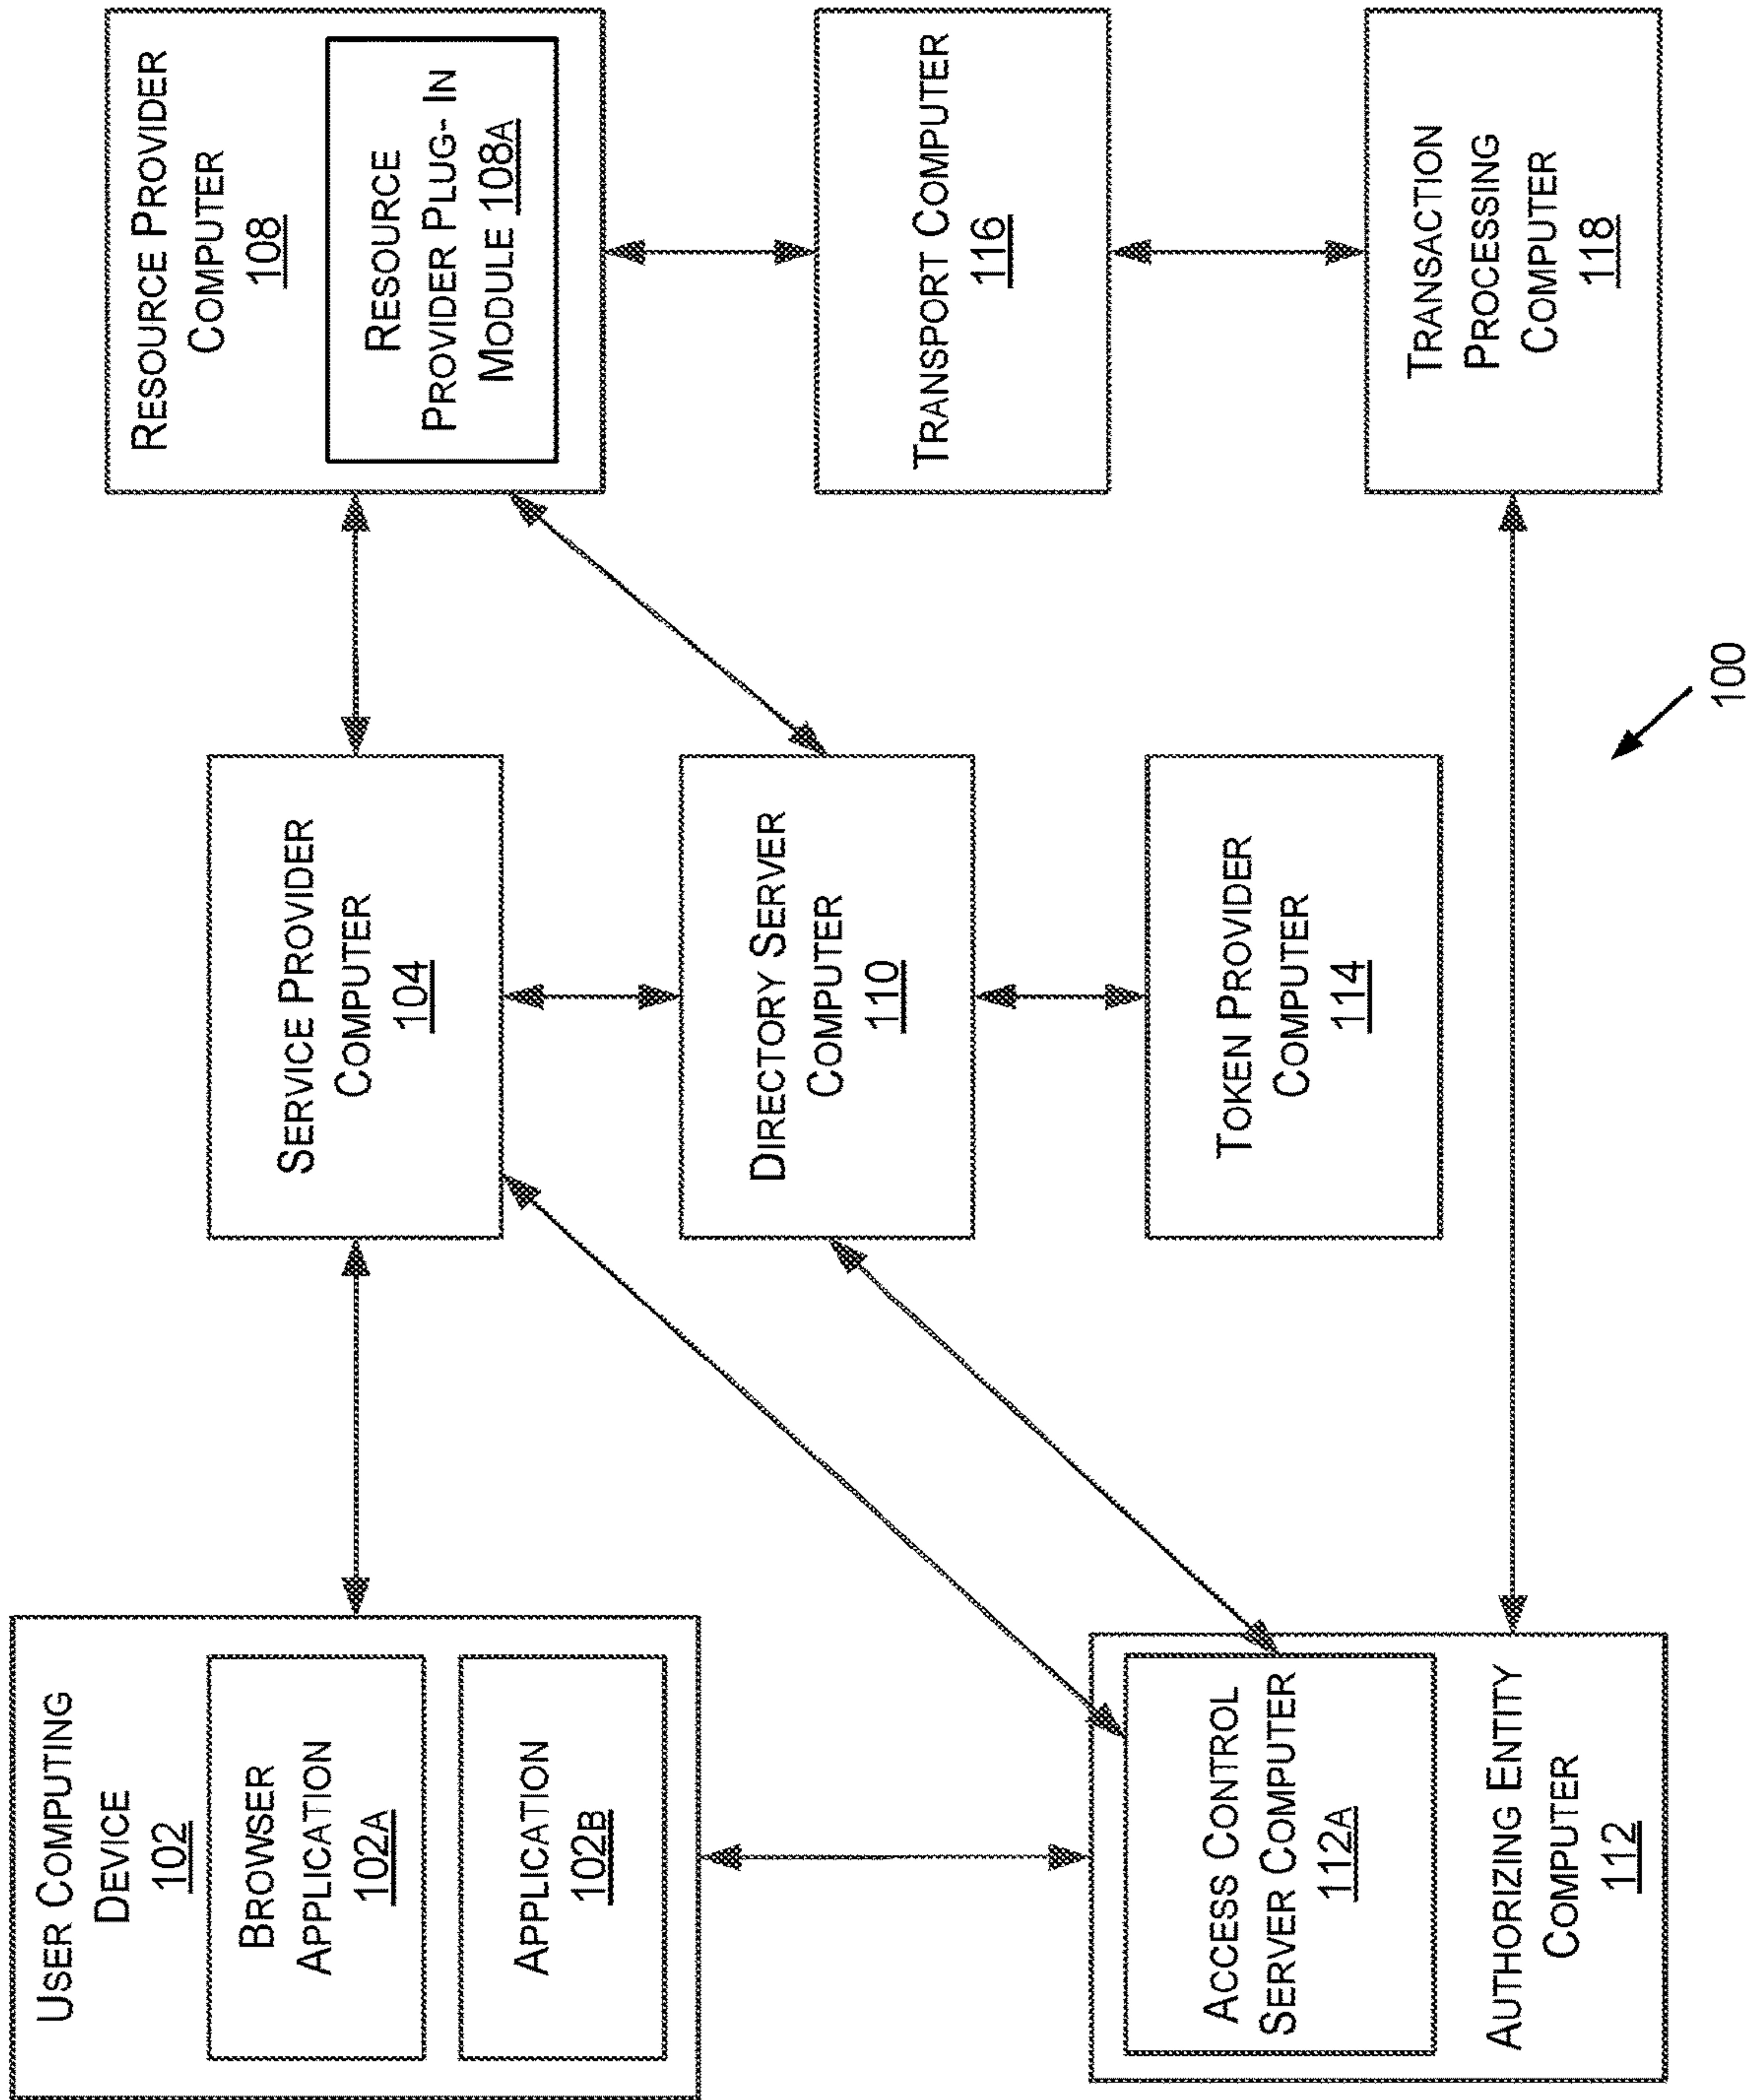 USER COMPUTING
DEVICE
102
BROWSER
APPLICATION
102A
APPLICATION
102B
SERVICE PROVIDER
COMPUTER
104
RESOURCE PROVIDER
COMPUTER
108
RESOURCE
PROVIDER PLUG- IN
MODULE 108A
DIRECTORY SERVER
COMPUTER
110
TRANSPORT COMPUTER
116
ACCESS CONTROL
SERVER COMPUTER
112A
AUTHORIZING ENTITY
COMPUTER
112
TOKEN PROVIDER
COMPUTER
114
TRANSACTION
PROCESSING
COMPUTER
118
100